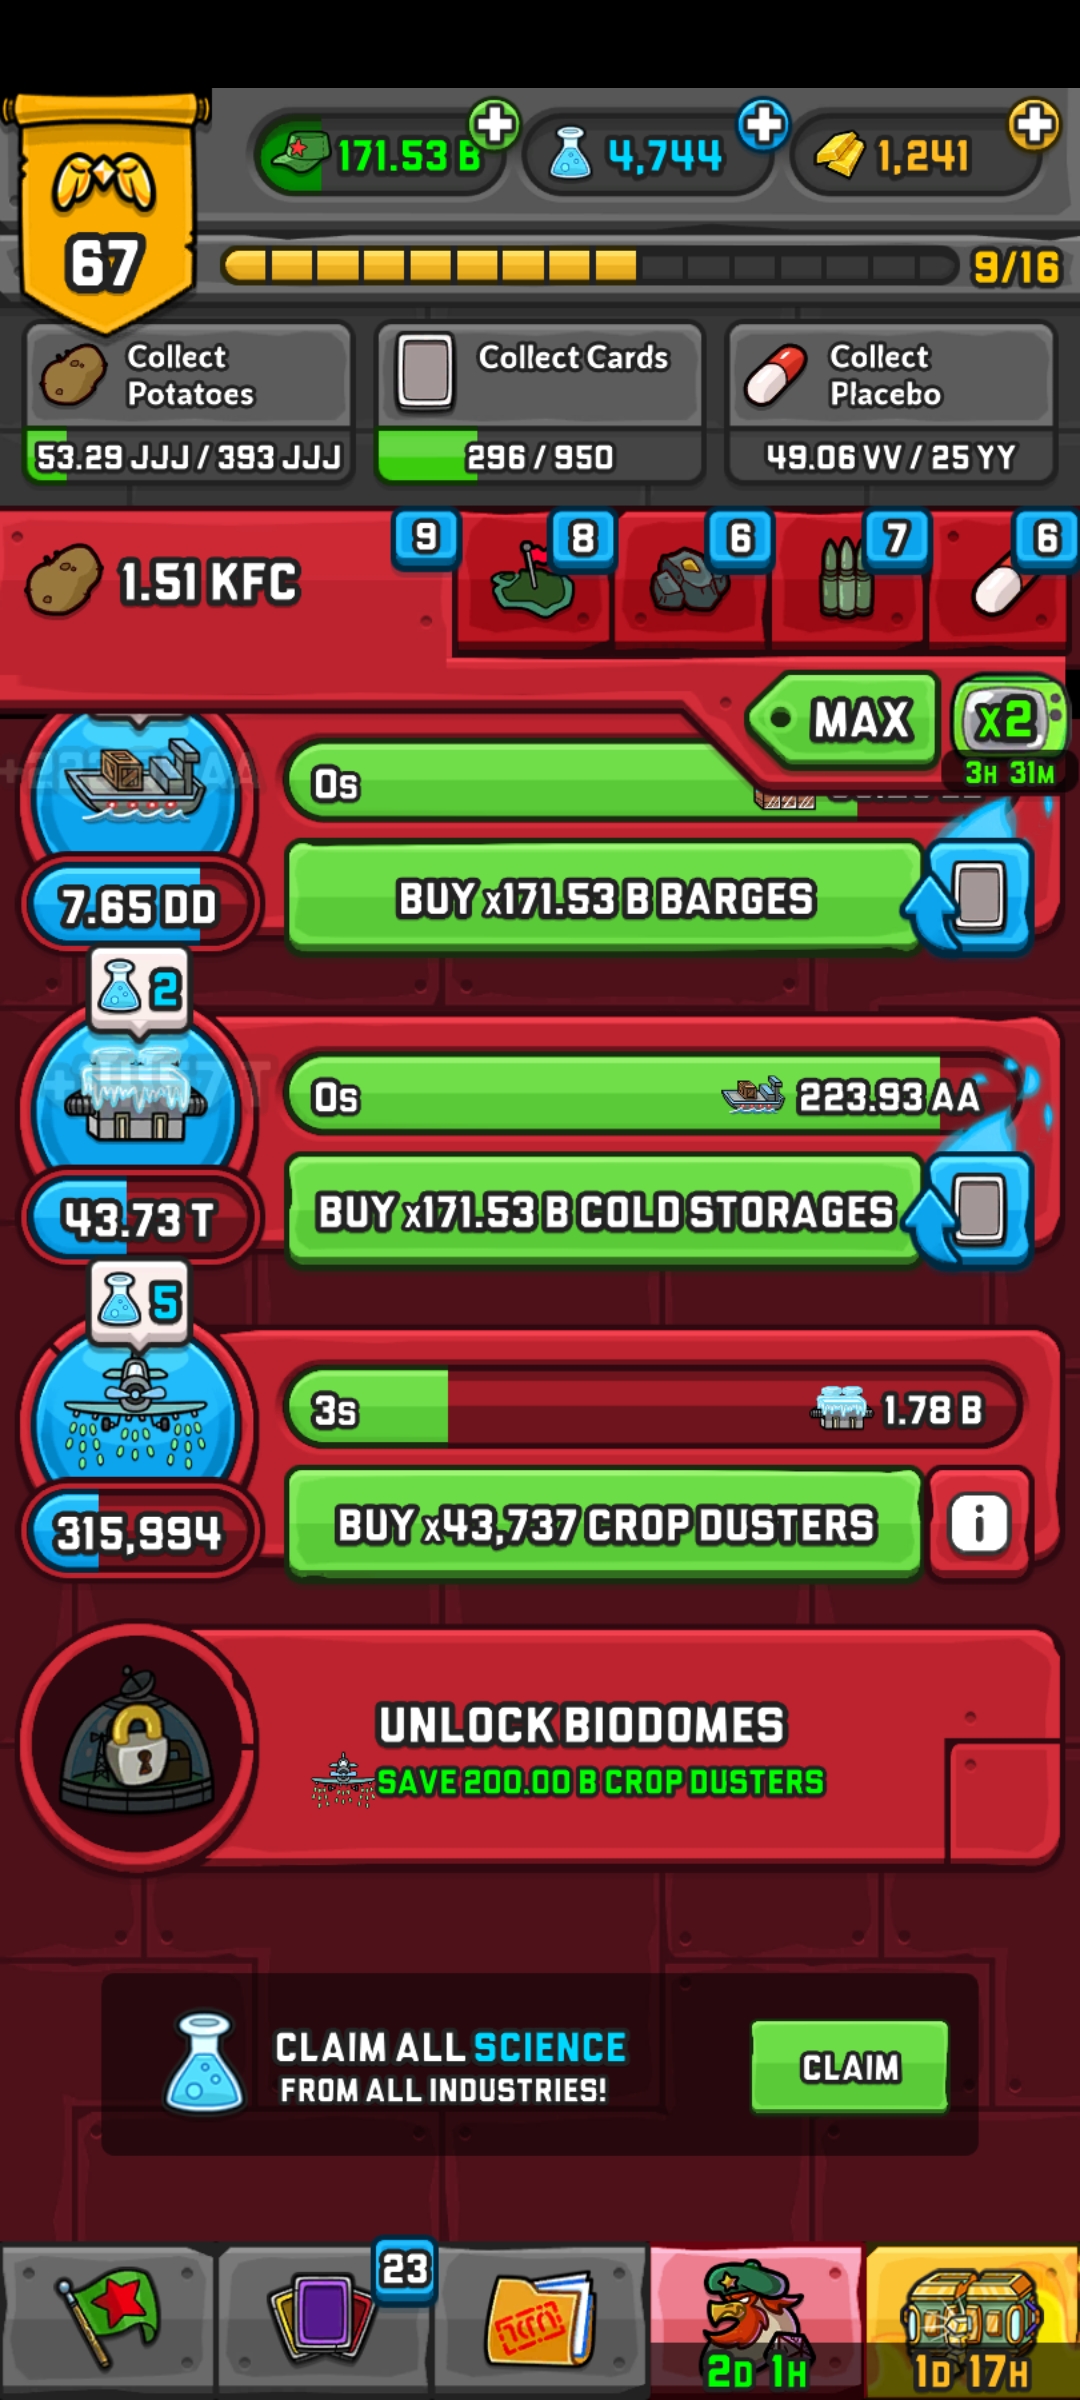 171.53 B
4,744
1,241
67
9/16
Collect
Potatoes
53.29 JJJ / 393 JJJ
Collect Cards
296 / 950
Collect
Placebo
49.06 VV / 25 YY
1.51 KFC
9
8
6
7
6
MAX
x2
3H 31M
0s
7.65 DD
BUY x171.53 B BARGES
2
0s
223.93 AA
43.73 T
BUY x171.53 B COLD STORAGES
5
3s
1.78 B
315,994
BUY x43,737 CROP DUSTERS
i
UNLOCK BIODOMES
SAVE 200.00 B CROP DUSTERS
CLAIM ALL SCIENCE
FROM ALL INDUSTRIES!
CLAIM
23
2D 1H
1D 17H